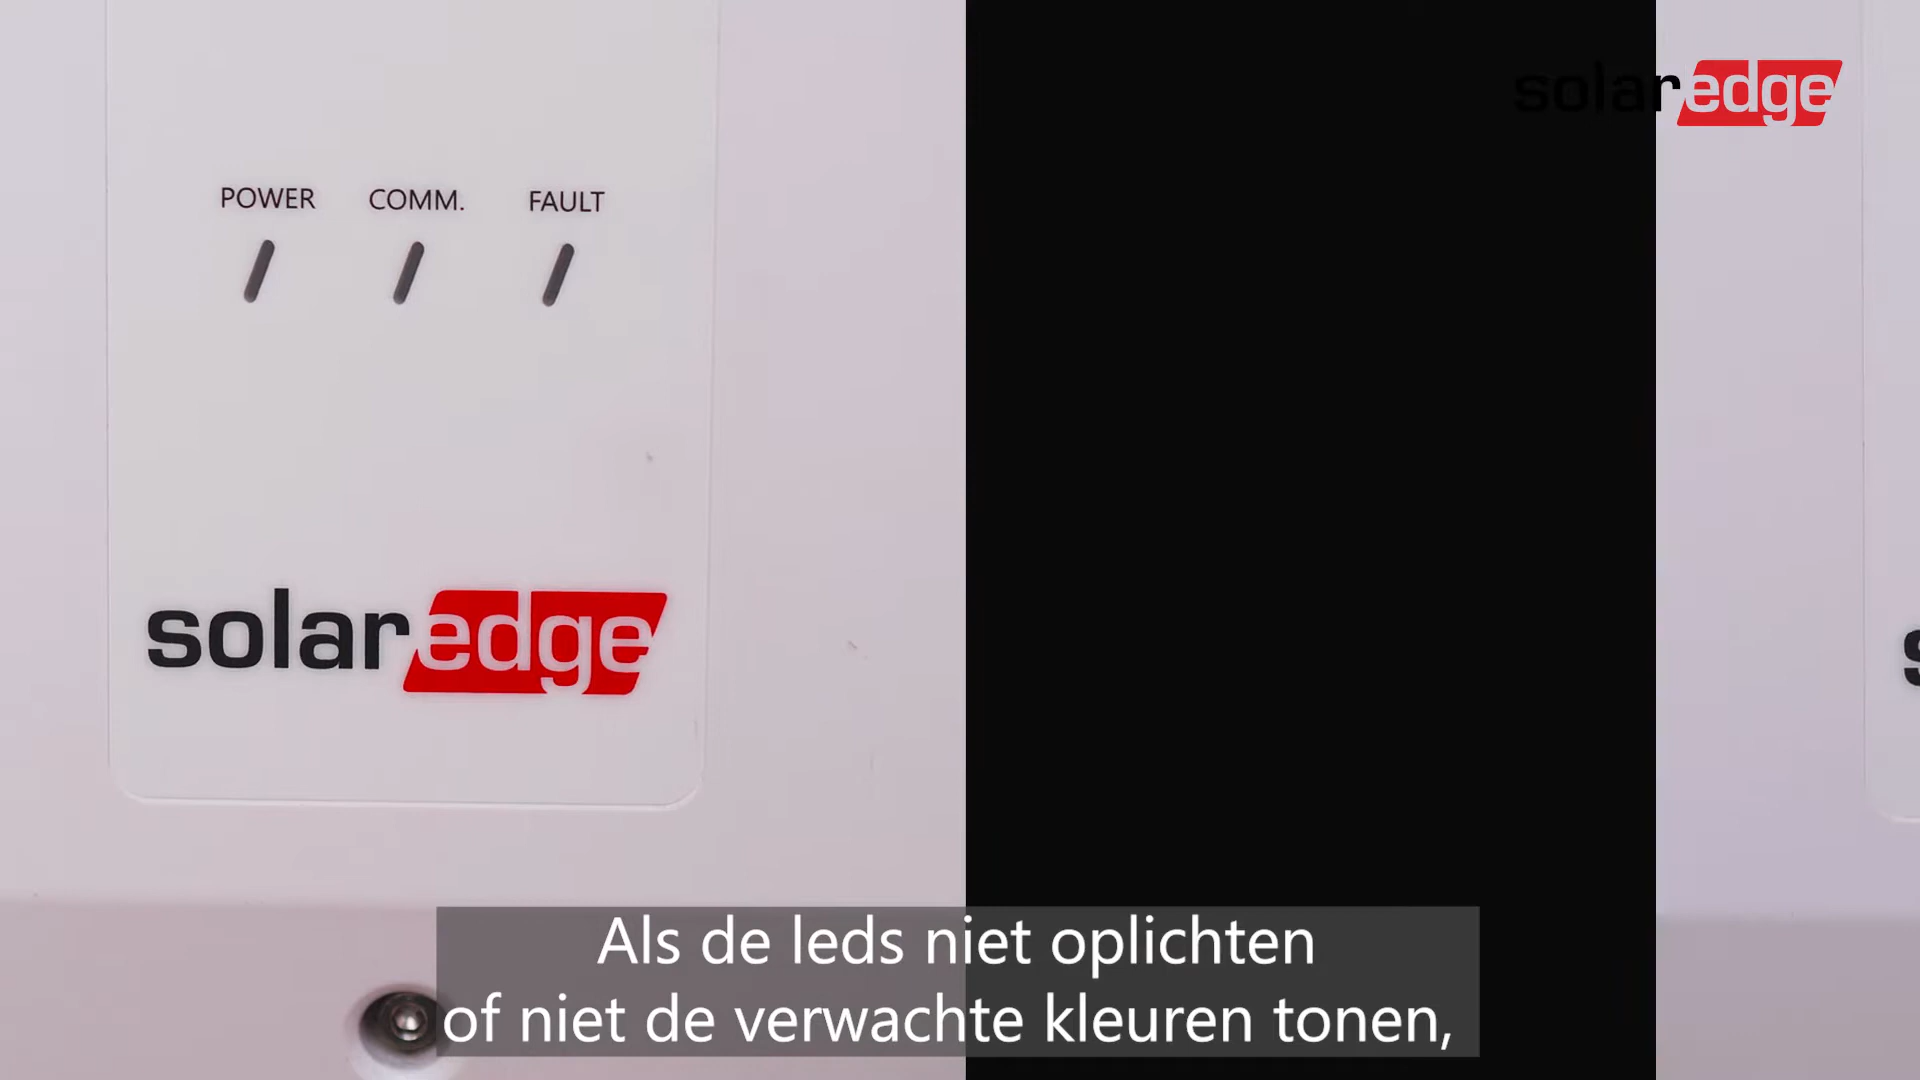 solaredge
POWER COMM. FAULT
solaredge
Als de leds niet oplichten
of niet de verwachte kleuren tonen,